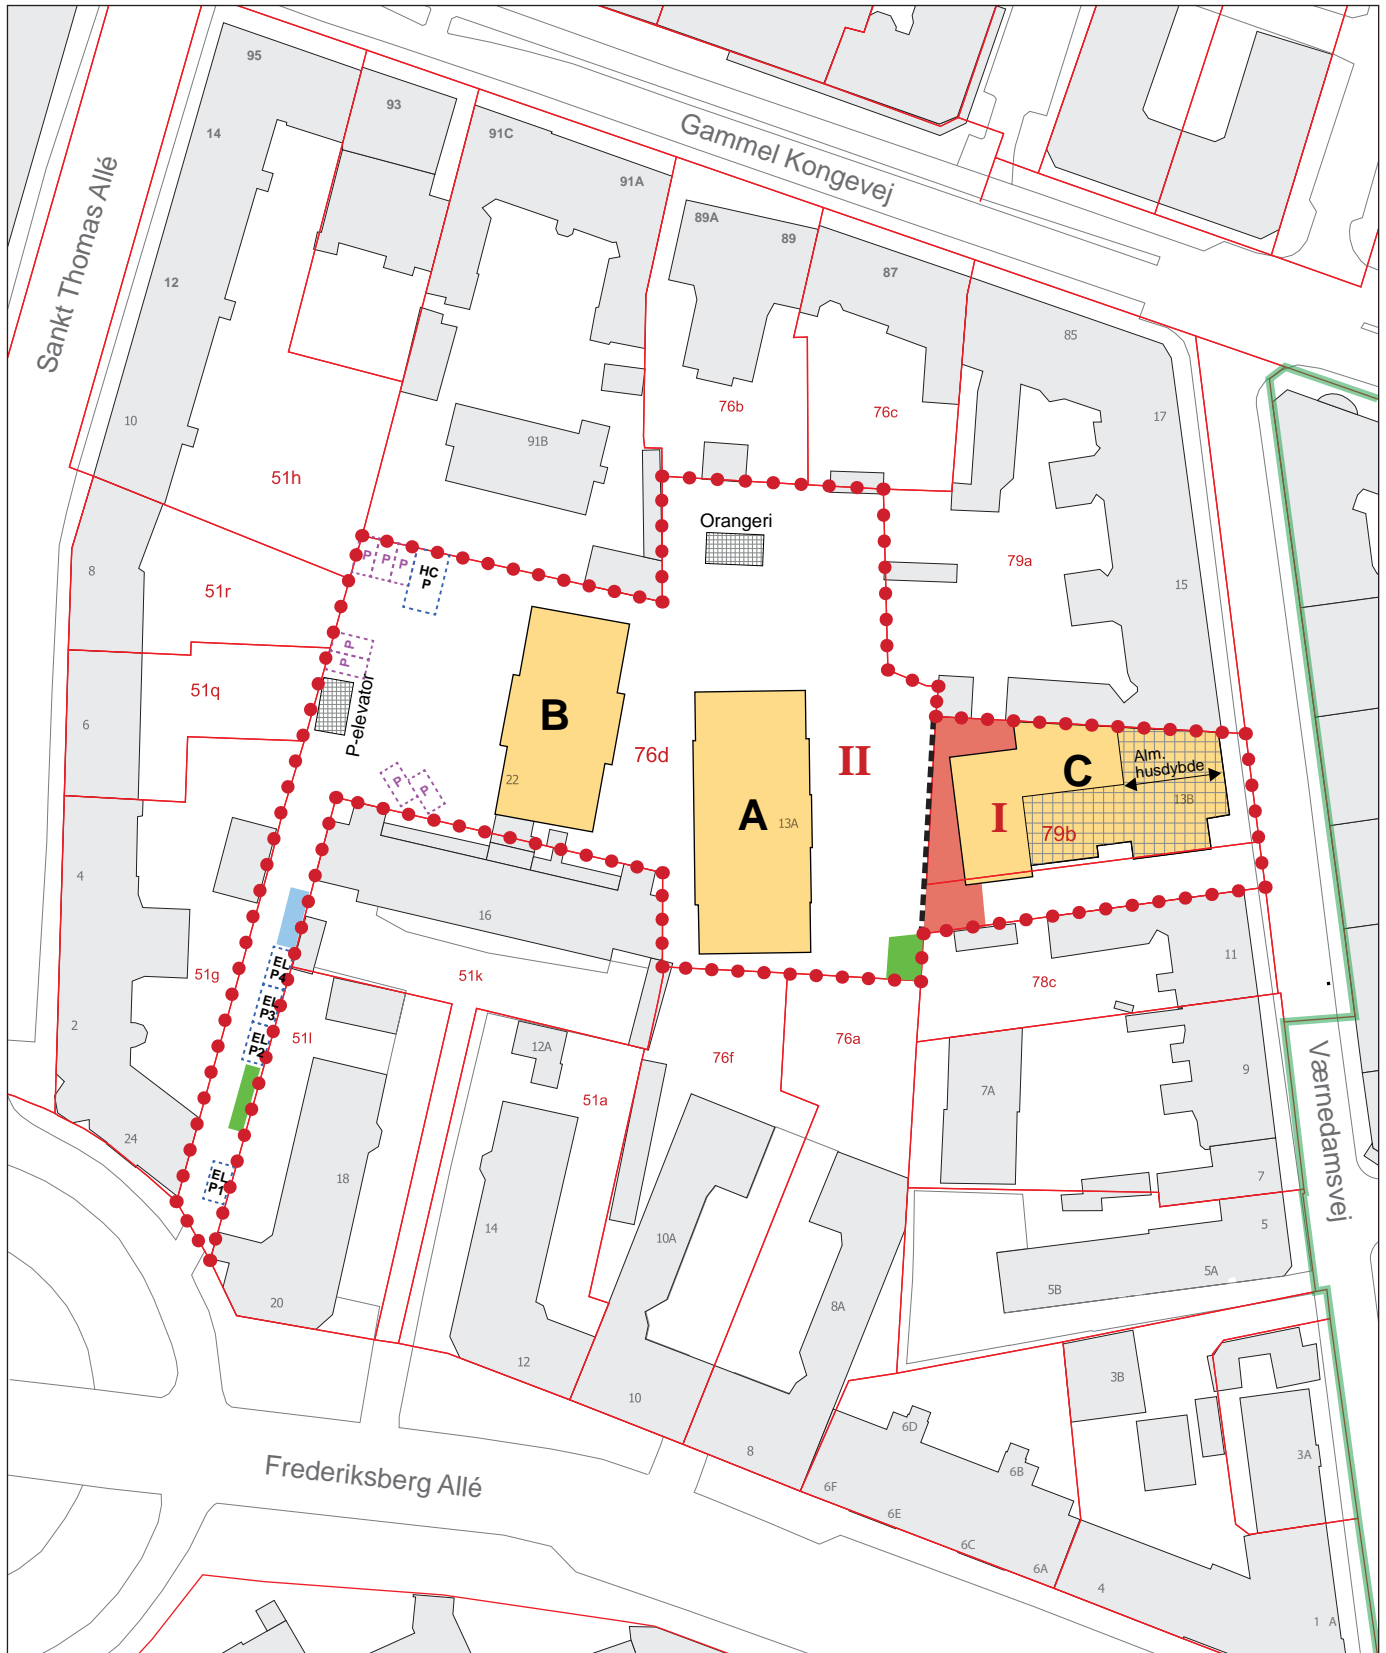 95
93
14
91C
Gammel Kongevej
91A
Sankt Thomas Allé
89A
89
87
12
85
76b
76c
17
10
91B
51h
Orangeri
79a
8
51r
P
P
P
HC
P
15
P
P
51q
6
P-elevator
B
76d
II
C
Alm.
husdybde
22
P
P
A
13A
I
13B
79b
4
16
11
51g
EL
P4
51k
78c
EL
P3
2
51l
EL
P2
12A
76f
76a
9
7A
51a
Værnedamsvej
24
EL
P1
18
7
14
10A
5
5A
5B
20
8A
12
10
3B
8
6D
6B
3A
6F
Frederiksberg Allé
6E
6C
6A
4
1 A